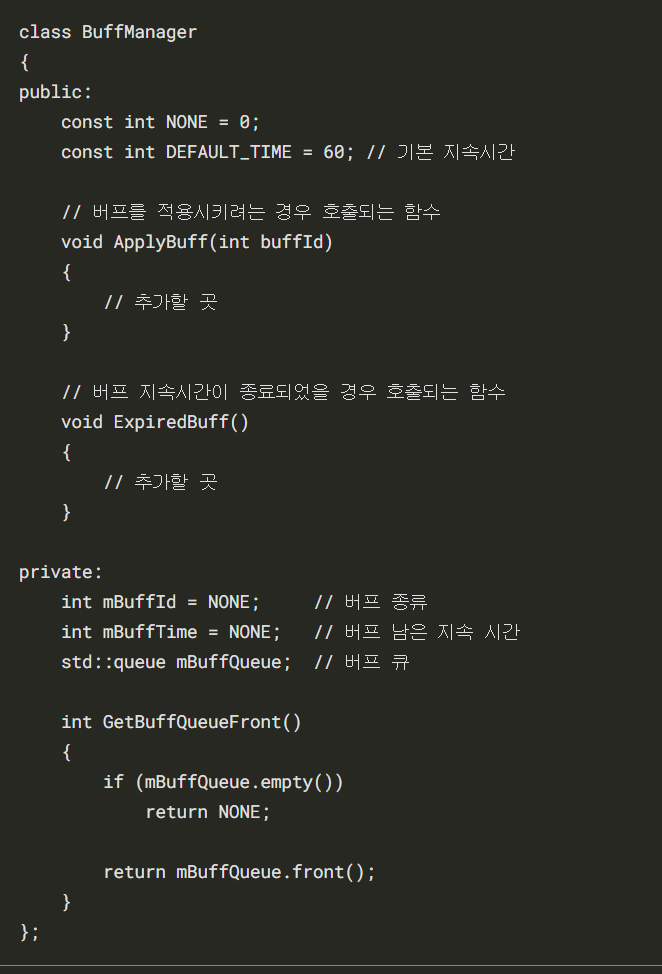 class BuffManager
{
public:
    const int NONE = 0;
    const int DEFAULT_TIME = 60; // 기본 지속시간

    // 버프를 적용시키려는 경우 호출되는 함수
    void ApplyBuff(int buffId)
    {
        // 추가할 곳
    }

    // 버프 지속시간이 종료되었을 경우 호출되는 함수
    void ExpiredBuff()
    {
        // 추가할 곳
    }

private:
    int mBuffId = NONE;     // 버프 종류
    int mBuffTime = NONE;   // 버프 남은 지속 시간
    std::queue mBuffQueue;  // 버프 큐

    int GetBuffQueueFront()
    {
        if (mBuffQueue.empty())
            return NONE;

        return mBuffQueue.front();
    }
};